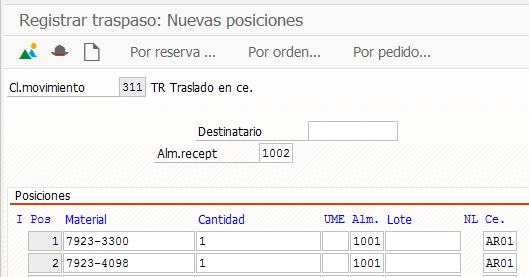 Registrar traspaso: Nuevas posiciones
Por reserva ... Por orden... Por pedido...
Cl.movimiento 311 TR Traslado en ce.
Destinatario
Alm.recept 1002
Posiciones
I Pos Material Cantidad UME Alm. Lote NL Ce.
1 7923-3300 1 1001 AR01
2 7923-4098 1 1001 AR01